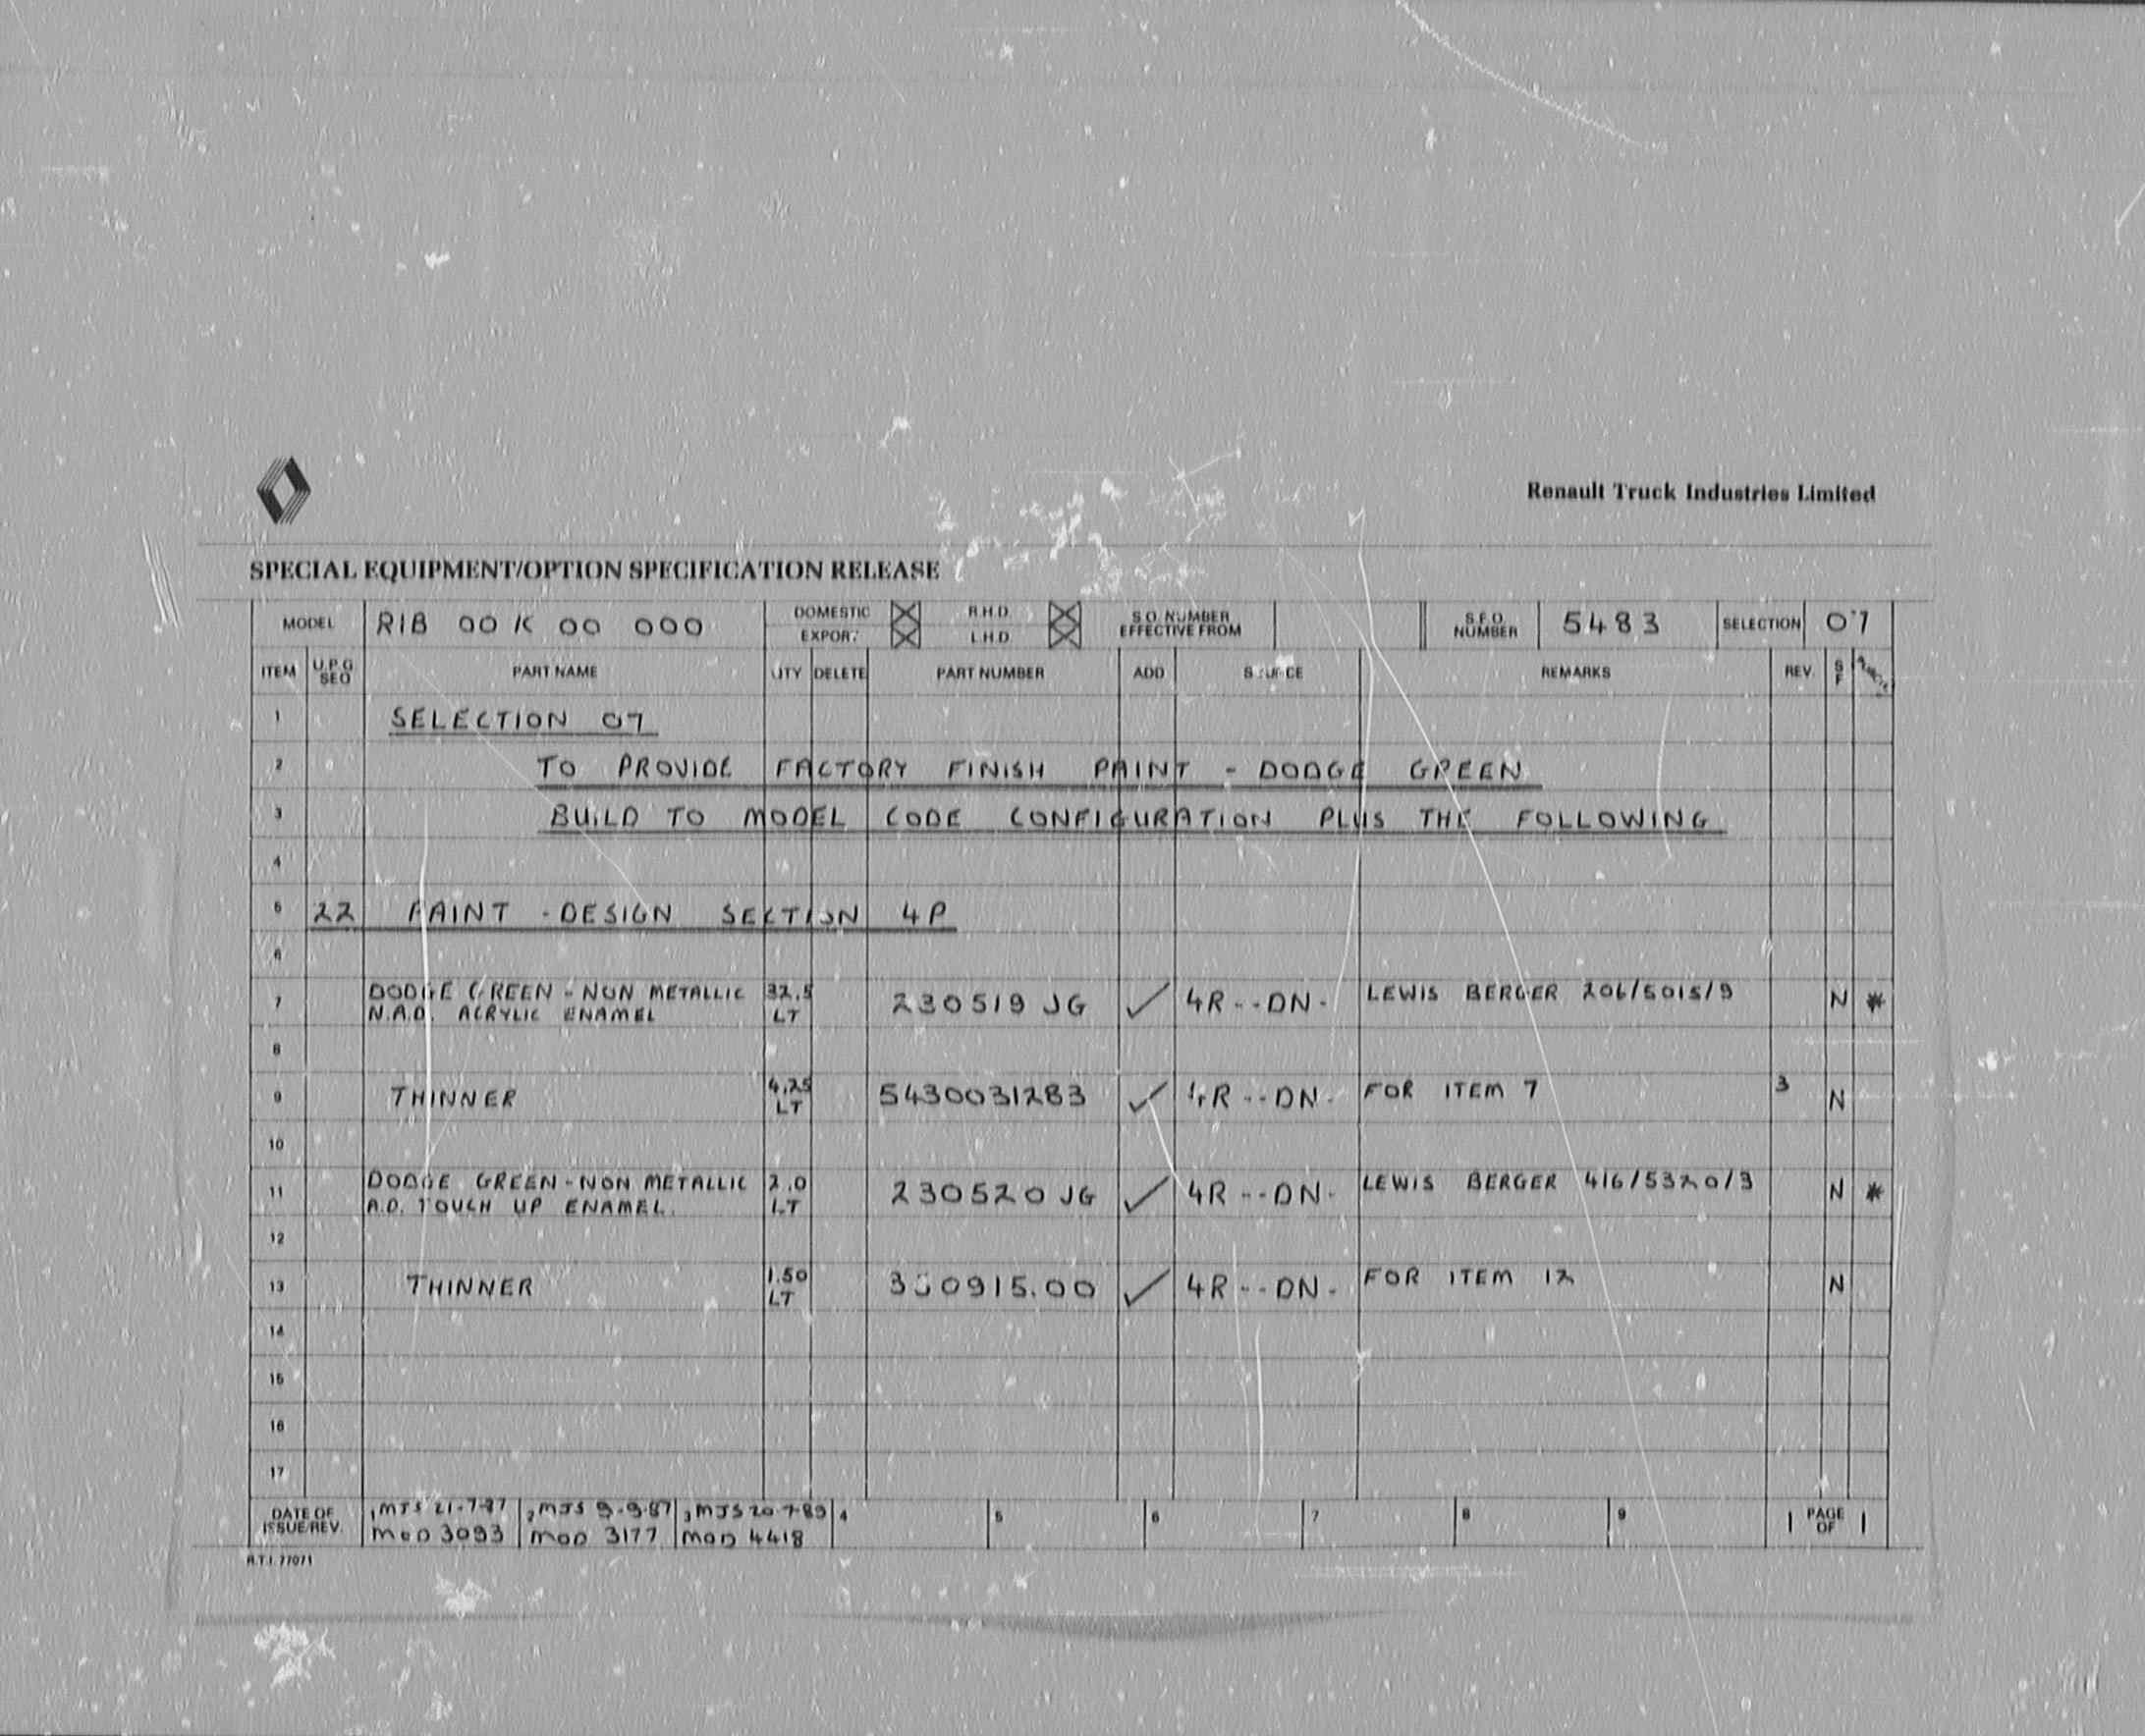 Renault Truck Industries Limited
SPECIAL EQUIPMENT/OPTION SPECIFICATION RELEASE
MODEL R1B 00 K 00 000 DOMESTIC R.H.D. S.O. NUMBER S.E.O. 5483 SELECTION 07
EXPORT L.H.D. EFFECTIVE FROM NUMBER
ITEM U.P.G SEQ PART NAME QTY DELETE PART NUMBER ADD SOURCE REMARKS REV. S F
1 SELECTION 07
2 TO PROVIDE FACTORY FINISH PAINT - DODGE GREEN
3 BUILD TO MODEL CODE CONFIGURATION PLUS THE FOLLOWING
4
5 22 PAINT - DESIGN SECTION 4P
6
7 DODGE GREEN - NON METALLIC 32.5 230519 JG ✓ 4R--DN- LEWIS BERGER 206/5015/9 N *
N.A.D. ACRYLIC ENAMEL LT
8
9 THINNER 4.25 LT 5430031283 ✓ 4R--DN- FOR ITEM 7 3 N
10
11 DODGE GREEN - NON METALLIC 2.0 230520 JG ✓ 4R--DN- LEWIS BERGER 416/5320/3 N *
A.D. TOUCH UP ENAMEL. LT
12
13 THINNER 1.50 LT ✓ 4R--DN- FOR ITEM 12 N
14
15
16
17
DATE OF 1 MJS 21-7-87 2 MJS 9-9-87 3 MJS 20-7-89 4 5 6 7 8 9 1 PAGE OF 1
ISSUE/REV. MOD 3093 MOD 3177 MOD 4418
R.T.I. 77071